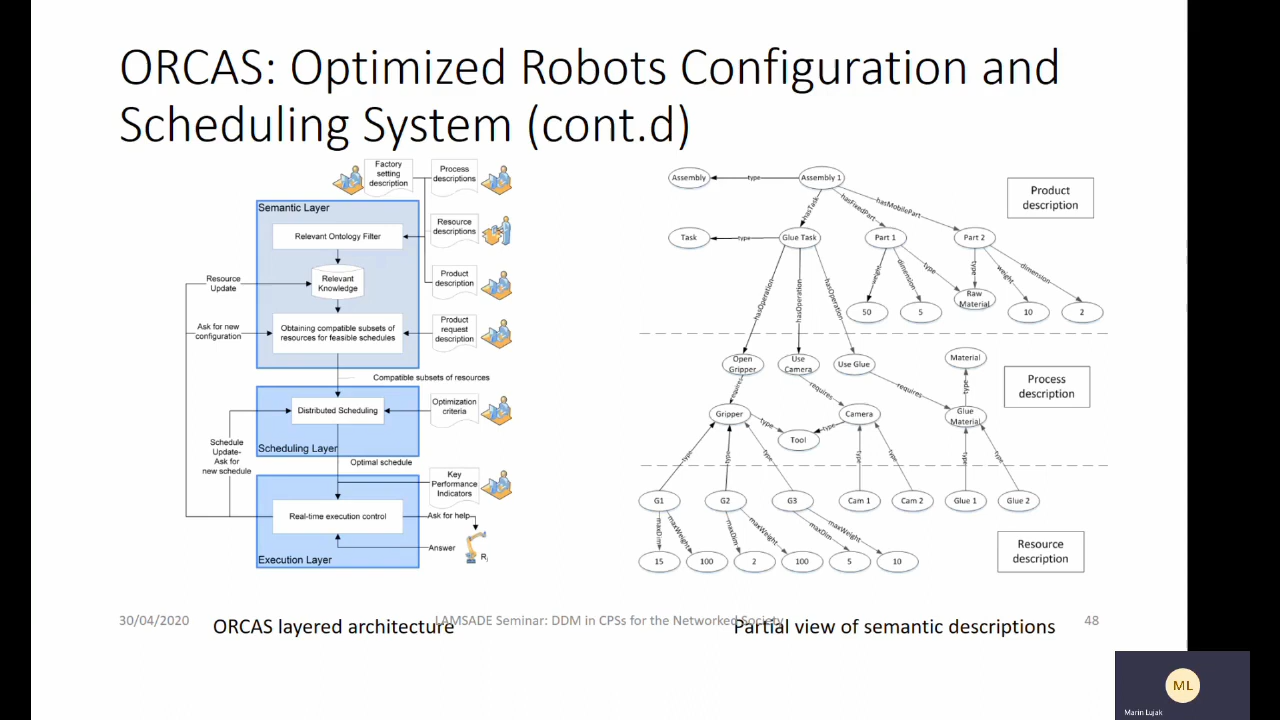 ORCAS: Optimized Robots Configuration and
Scheduling System (cont.d)
Factory
setting
description
Process
descriptions
Semantic Layer
Relevant Ontology Filter
Resource
descriptions
Relevant
Knowledge
Product
description
Resource
Update
Ask for new
configuration
Obtaining compatible subsets of
resources for feasible schedules
Product
request
description
Compatible subsets of resources
Distributed Scheduling
Optimization
criteria
Scheduling Layer
Schedule
Update-
Ask for
new schedule
Optimal schedule
Key
Performance
Indicators
Real-time execution control
Ask for help
Answer
Execution Layer
Ri
ORCAS layered architecture
Assembly
type
Assembly 1
hasTask
hasFixedPart
hasMobilePart
Product
description
Task
type
Glue Task
Part 1
Part 2
weight
dimension
type
type
weight
dimension
hasOperation
hasOperation
hasOperation
Raw
Material
50
5
10
2
Open
Gripper
Use
Camera
Use Glue
Material
Process
description
requires
requires
requires
type
Gripper
type
Tool
type
Camera
Glue
Material
type
type
type
type
type
type
type
G1
G2
G3
Cam 1
Cam 2
Glue 1
Glue 2
maxDim
maxWeight
maxDim
maxWeight
maxDim
maxWeight
Resource
description
15
100
2
100
5
10
Partial view of semantic descriptions
30/04/2020
LAMSADE Seminar: DDM in CPSs for the Networked Society
48
ML
Marin Lujak